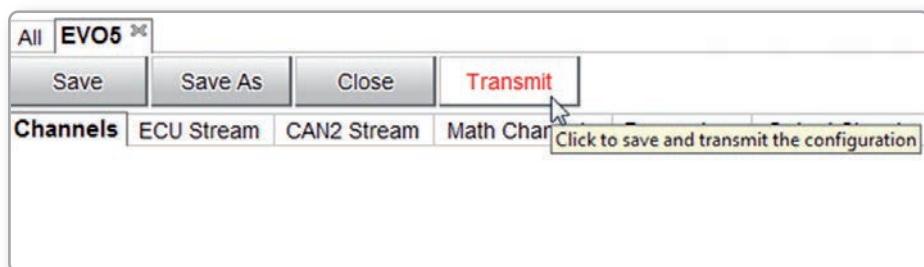 All EVO5
Save Save As Close Transmit
Channels ECU Stream CAN2 Stream Math
Click to save and transmit the configuration